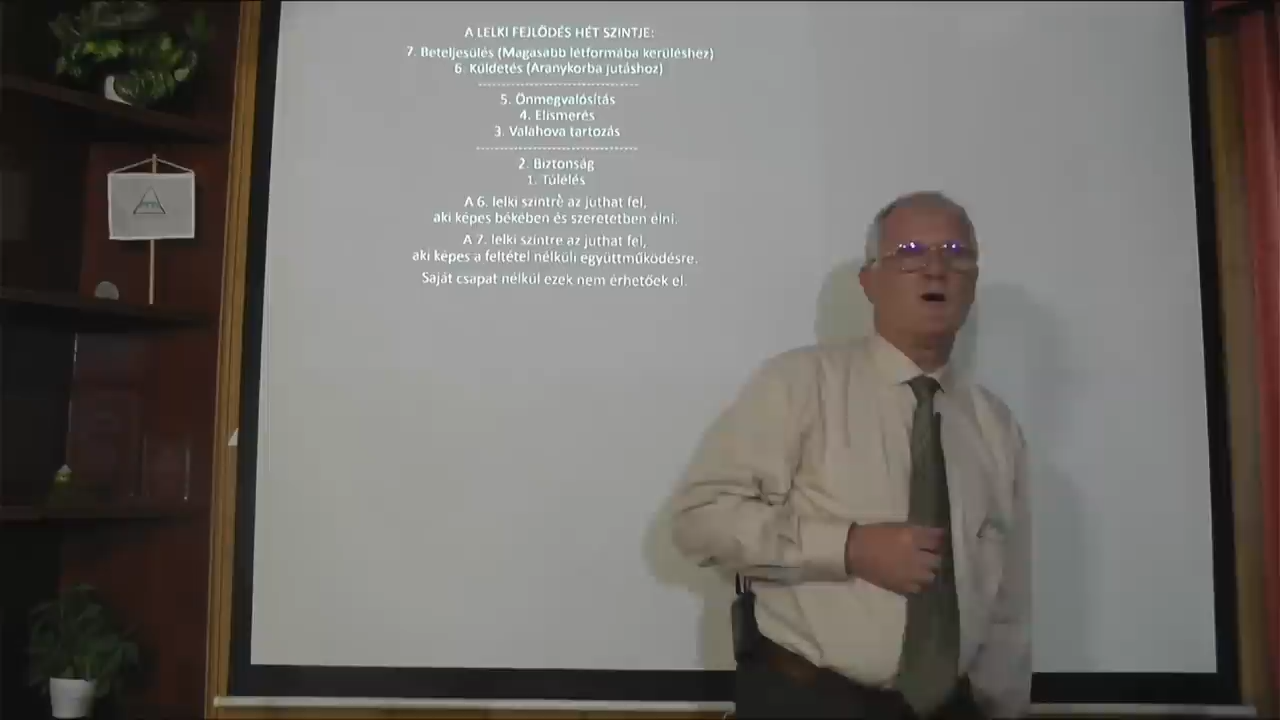 A LELKI FEJLŐDÉS HÉT SZINTJE:
7. Beteljesülés (Magasabb létformába kerüléshez)
6. Küldetés (Aranykorba jutáshoz)
5. Önmegvalósítás
4. Elismerés
3. Valahova tartozás
2. Biztonság
1. Túlélés
A 6. lelki szintre az juthat fel,
aki képes békében és szeretetben élni.
A 7. lelki szintre az juthat fel,
aki képes a feltétel nélküli együttműködésre.
Saját csapat nélkül ezek nem érhetőek el.